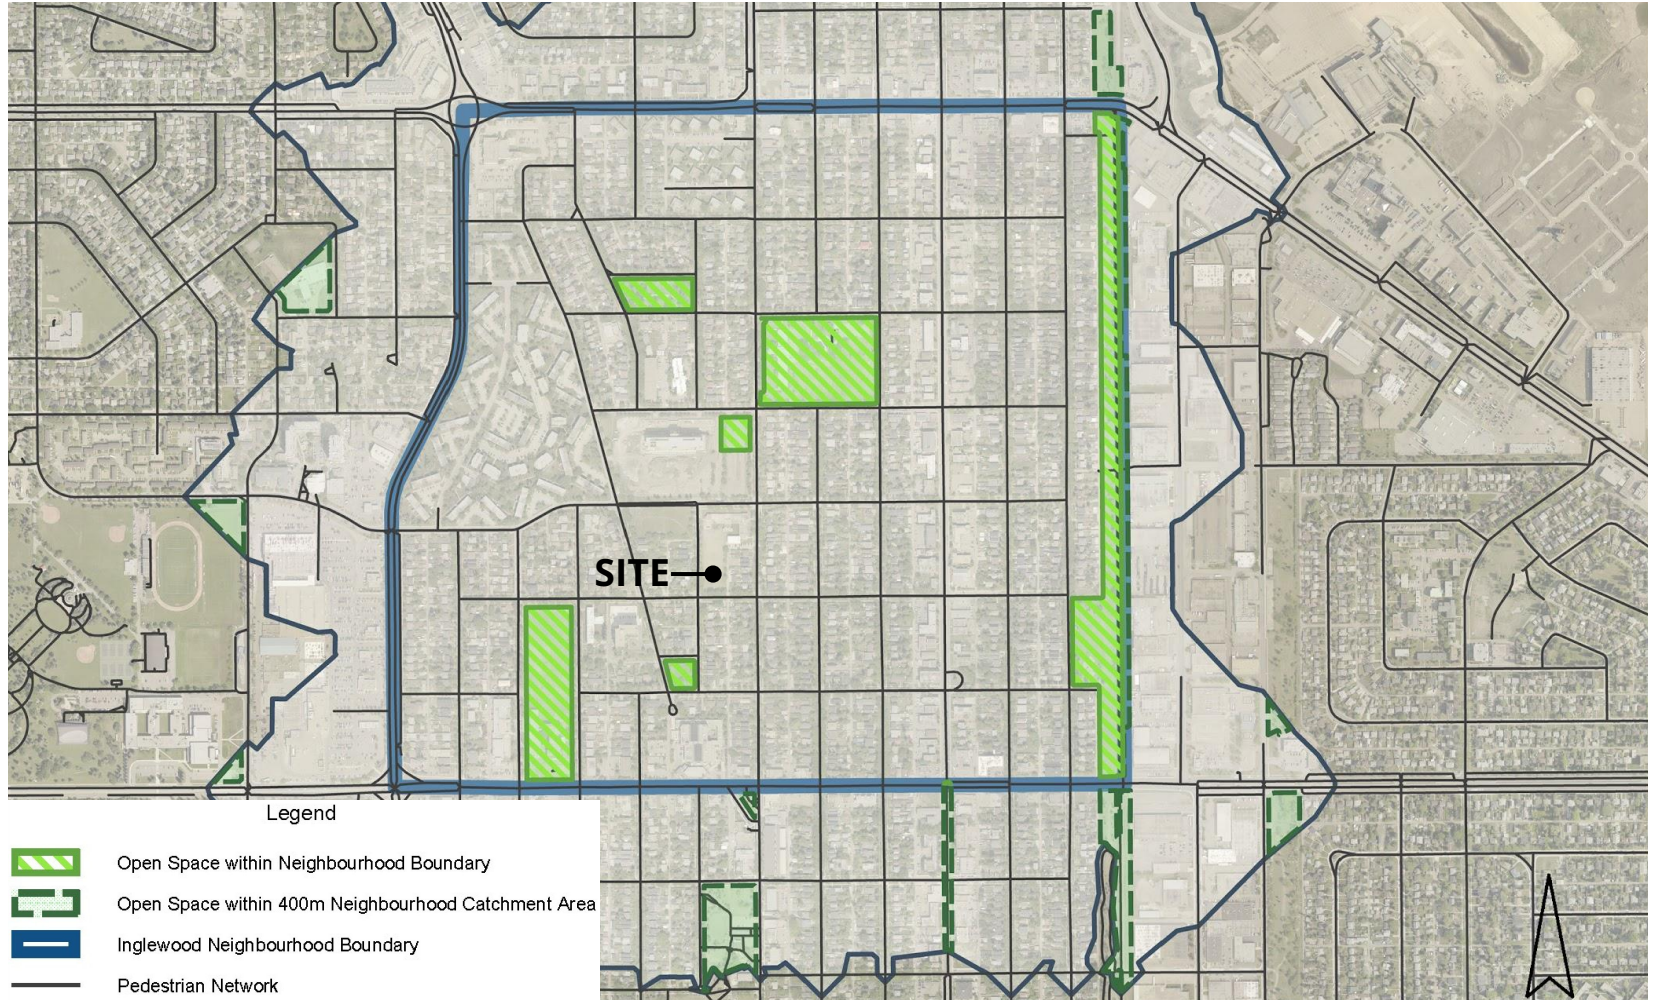 SITE
Legend
Open Space within Neighbourhood Boundary
Open Space within 400m Neighbourhood Catchment Area
Inglewood Neighbourhood Boundary
Pedestrian Network